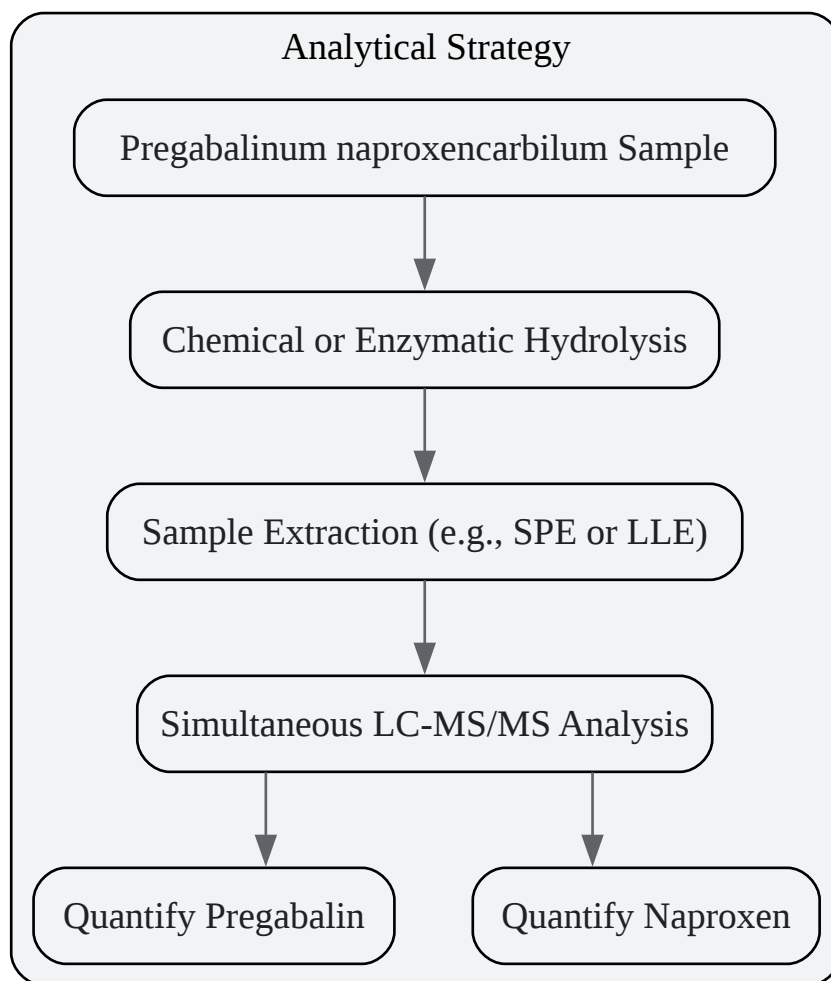 Analytical Strategy
Pregabalinum naproxencarbilum Sample
Chemical or Enzymatic Hydrolysis
Sample Extraction (e.g., SPE or LLE)
Simultaneous LC-MS/MS Analysis
Quantify Pregabalin
Quantify Naproxen